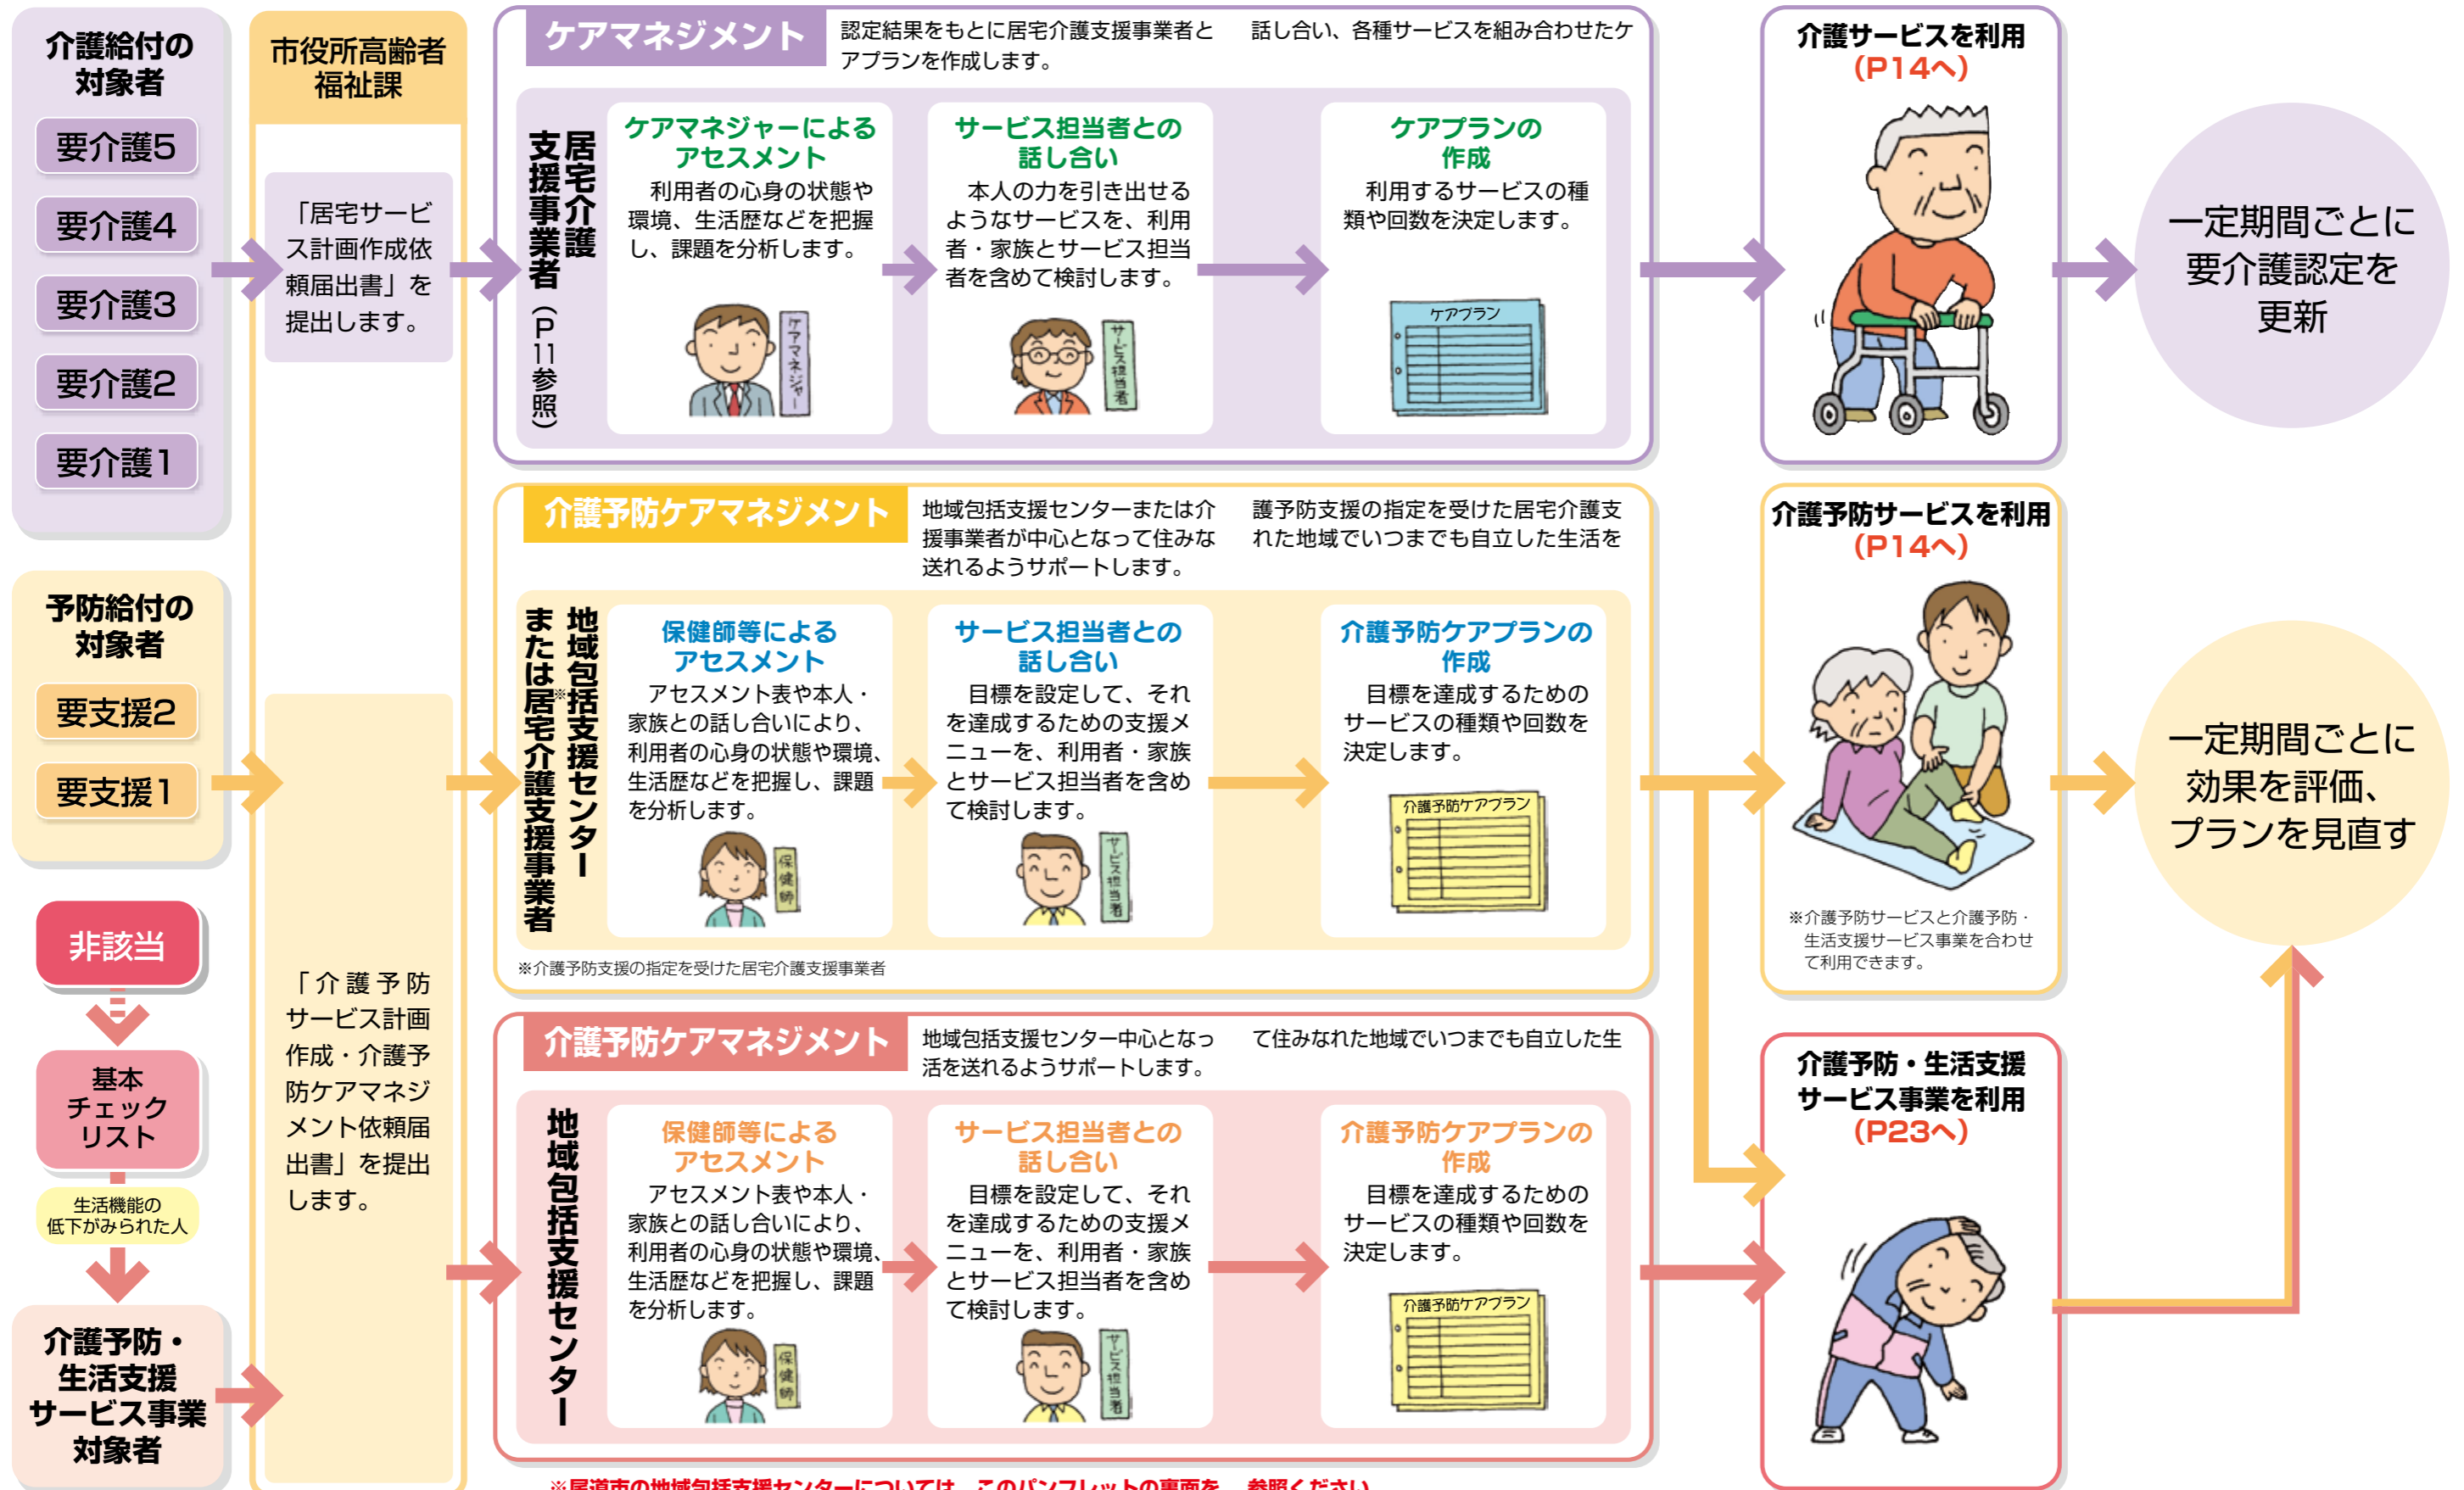 介護給付の
対象者
要介護5
要介護4
要介護3
要介護2
要介護1
予防給付の
対象者
要支援2
要支援1
非該当
基本
チェック
リスト
生活機能の
低下がみられた人
介護予防・
生活支援
サービス事業
対象者
市役所高齢者
福祉課
「居宅サービ
ス計画作成依
頼届出書」を
提出します。
「介護予防
サービス計画
作成・介護予
防ケアマネジ
メント依頼届
出書」を提出
します。
ケアマネジメント
認定結果をもとに居宅介護支援事業者と　話し合い、各種サービスを組み合わせたケ
アプランを作成します。
居宅介護
支援事業者（P11参照）
ケアマネジャーによる
アセスメント
利用者の心身の状態や
環境、生活歴などを把握
し、課題を分析します。
ケアマネジャー
サービス担当者との
話し合い
本人の力を引き出せる
ようなサービスを、利用
者・家族とサービス担当
者を含めて検討します。
サービス担当者
ケアプランの
作成
利用するサービスの種
類や回数を決定します。
ケアプラン
介護サービスを利用
（P14へ）
一定期間ごとに
要介護認定を
更新
介護予防ケアマネジメント
地域包括支援センターまたは介　護予防支援の指定を受けた居宅介護支
援事業者が中心となって住みな　れた地域でいつまでも自立した生活を
送れるようサポートします。
地域包括支援センター
または※居宅介護支援事業者
保健師等による
アセスメント
アセスメント表や本人・
家族との話し合いにより、
利用者の心身の状態や環境、
生活歴などを把握し、課題
を分析します。
保健師
サービス担当者との
話し合い
目標を設定して、それ
を達成するための支援メ
ニューを、利用者・家族
とサービス担当者を含め
て検討します。
サービス担当者
介護予防ケアプランの
作成
目標を達成するための
サービスの種類や回数を
決定します。
介護予防ケアプラン
※介護予防支援の指定を受けた居宅介護支援事業者
介護予防サービスを利用
（P14へ）
※介護予防サービスと介護予防・
生活支援サービス事業を合わせ
て利用できます。
一定期間ごとに
効果を評価、
プランを見直す
介護予防ケアマネジメント
地域包括支援センター中心となっ　て住みなれた地域でいつまでも自立した生
活を送れるようサポートします。
地域包括支援センター
保健師等による
アセスメント
アセスメント表や本人・
家族との話し合いにより、
利用者の心身の状態や環境、
生活歴などを把握し、課題
を分析します。
保健師
サービス担当者との
話し合い
目標を設定して、それ
を達成するための支援メ
ニューを、利用者・家族
とサービス担当者を含め
て検討します。
サービス担当者
介護予防ケアプランの
作成
目標を達成するための
サービスの種類や回数を
決定します。
介護予防ケアプラン
介護予防・生活支援
サービス事業を利用
（P23へ）
※尾道市の地域包括支援センターについては、このパンフレットの裏面を　参照ください